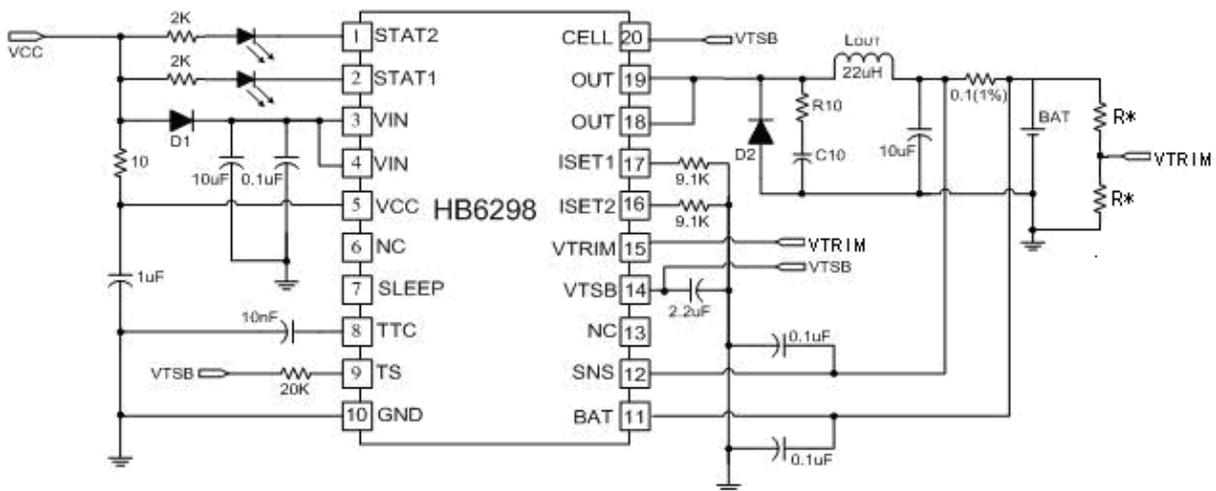 VCC
2K
1 STAT2
2K
2 STAT1
D1
3 VIN
10uF
0.1uF
4 VIN
10
5 VCC
6 NC
1uF
7 SLEEP
10nF
8 TTC
VTSB
20K
9 TS
10 GND
HB6298
CELL 20
VTSB
OUT 19
OUT 18
ISET1 17
9.1K
ISET2 16
9.1K
VTRIM 15
VTRIM
VTSB 14
VTSB
2.2uF
NC 13
0.1uF
SNS 12
BAT 11
0.1uF
D2
R10
C10
LOUT
22uH
10uF
0.1(1%)
BAT
R*
VTRIM
R*